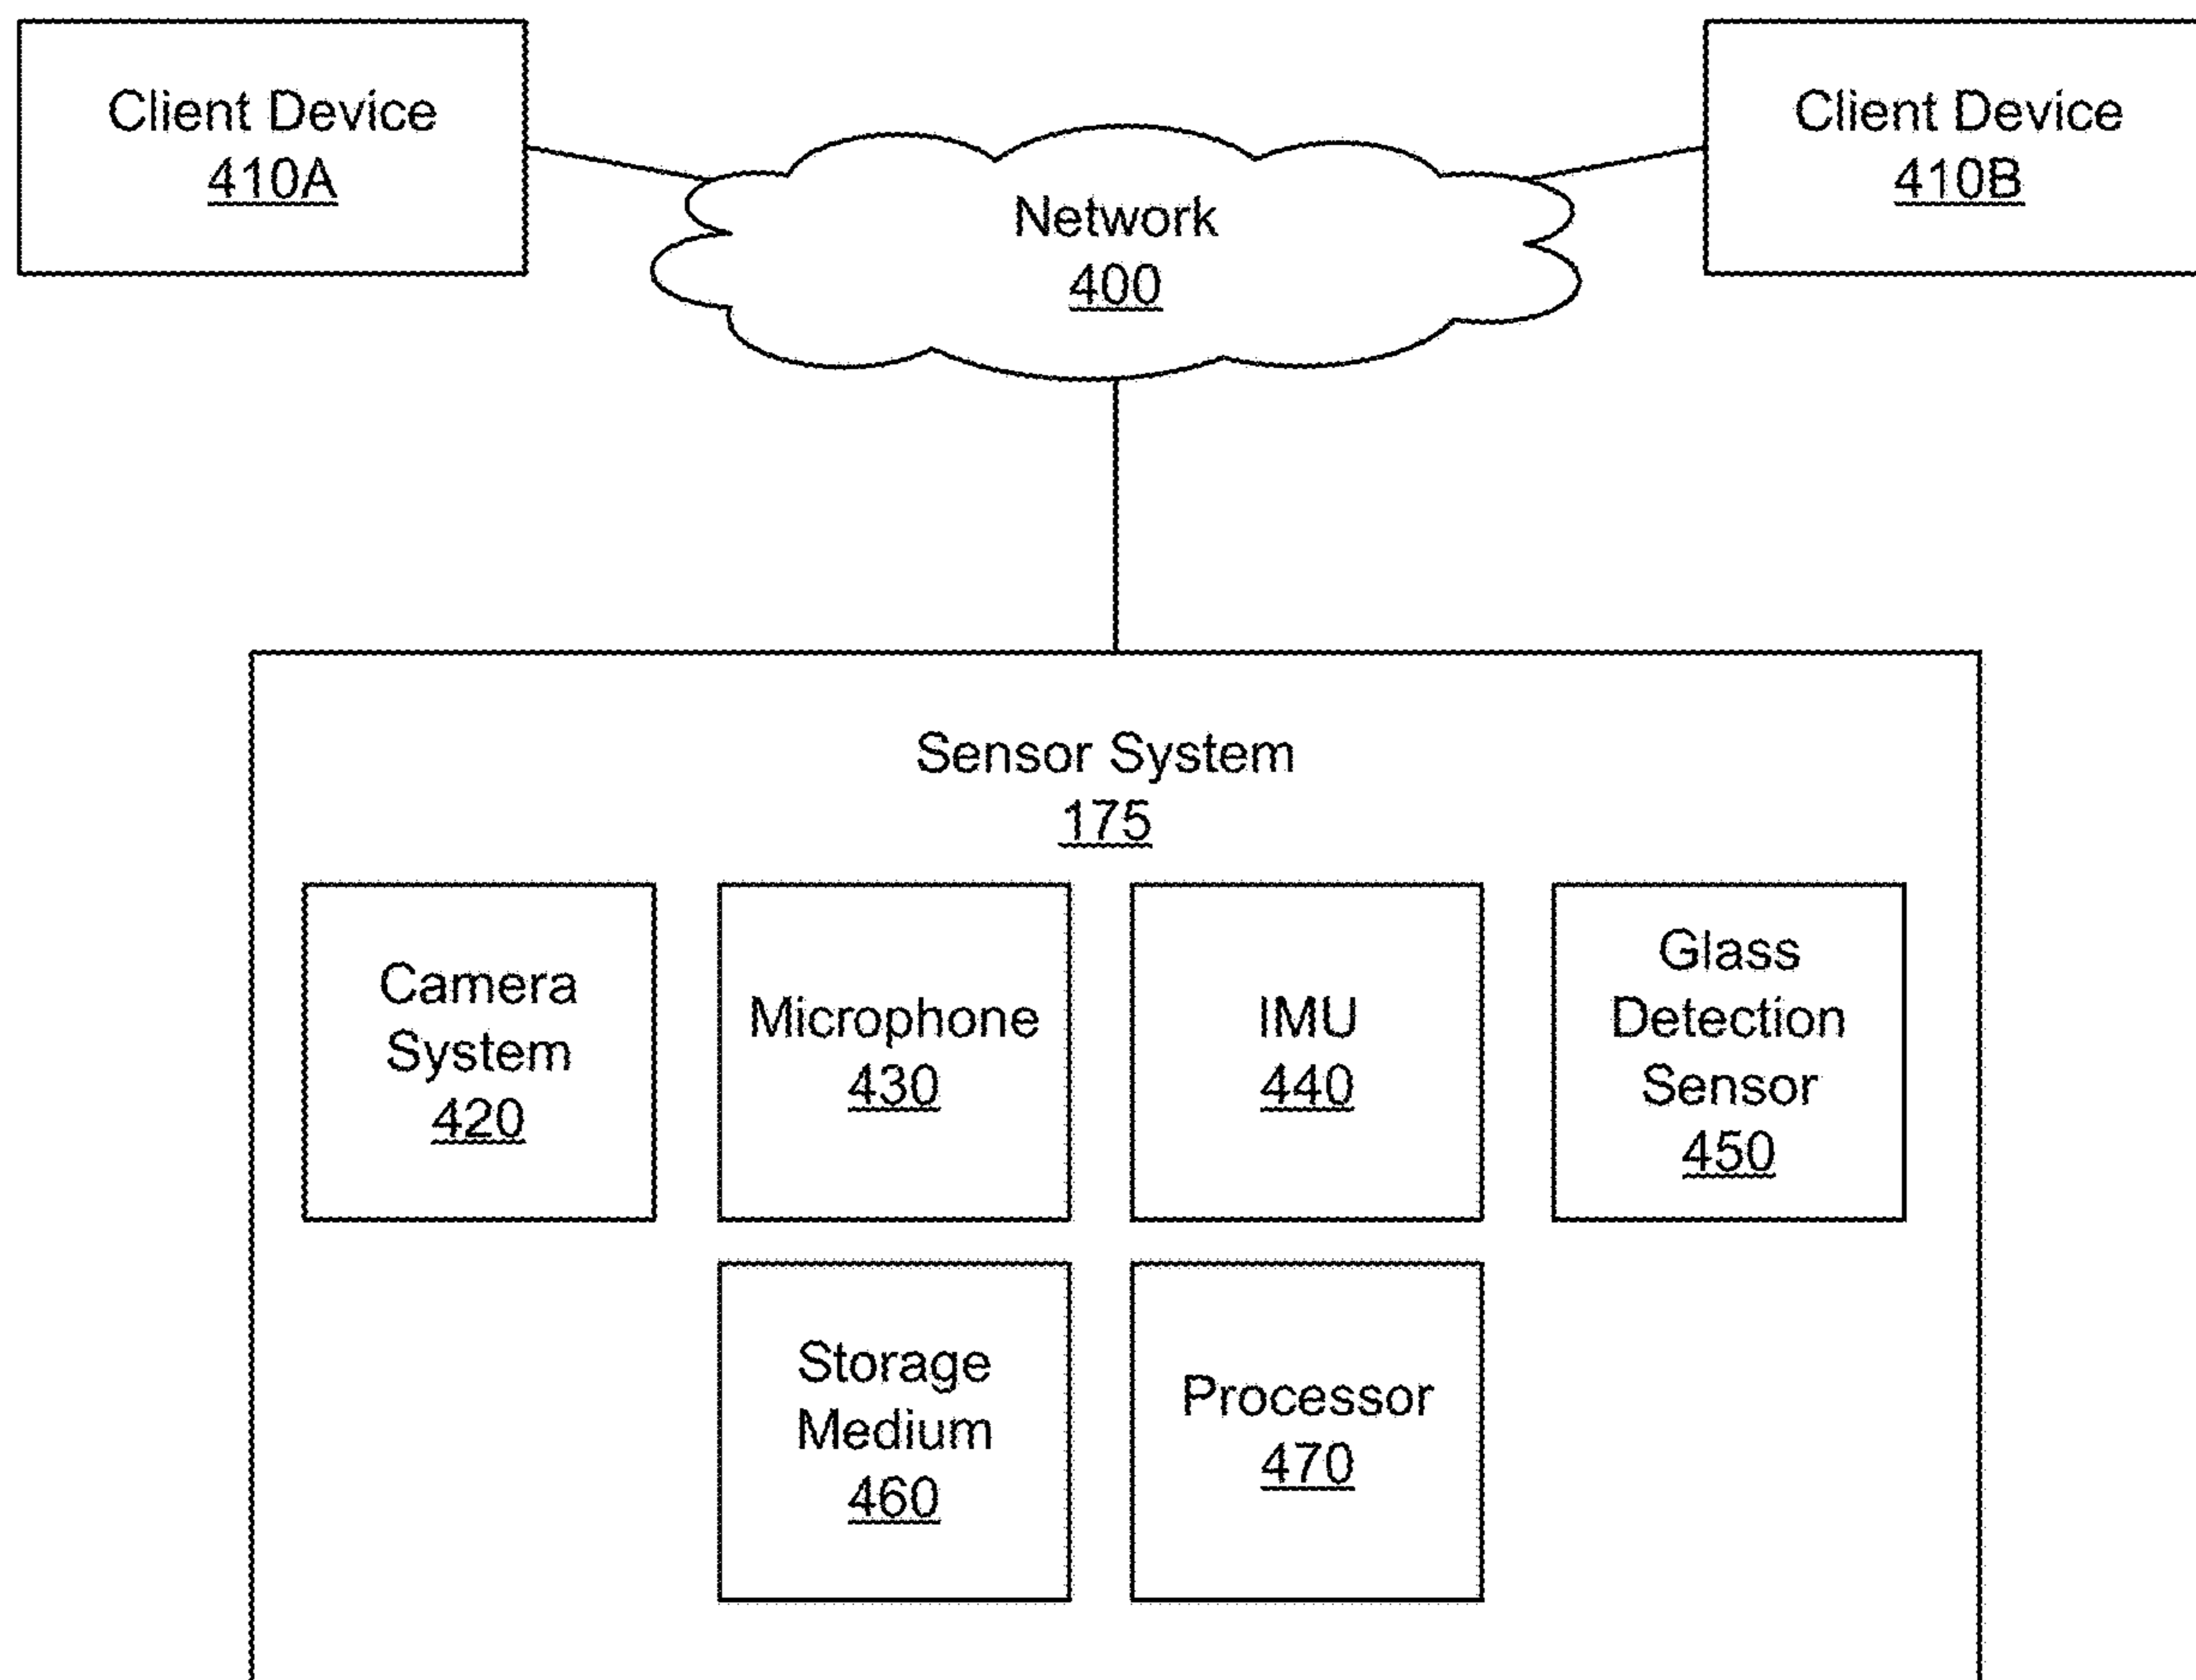 Client Device
410A
Client Device
410B
Network
400
Sensor System
175
Camera
System
420
Microphone
430
IMU
440
Glass
Detection
Sensor
450
Storage
Medium
460
Processor
470